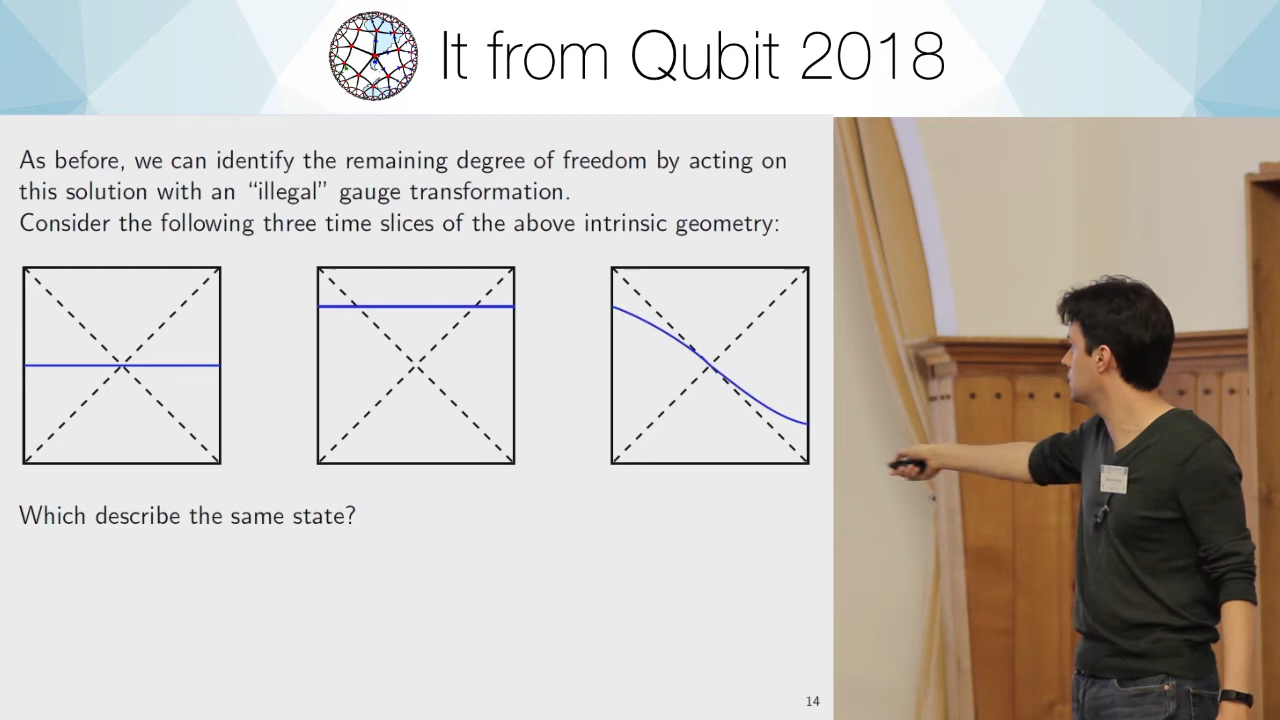 It from Qubit 2018
As before, we can identify the remaining degree of freedom by acting on
this solution with an “illegal” gauge transformation.
Consider the following three time slices of the above intrinsic geometry:
Which describe the same state?
14